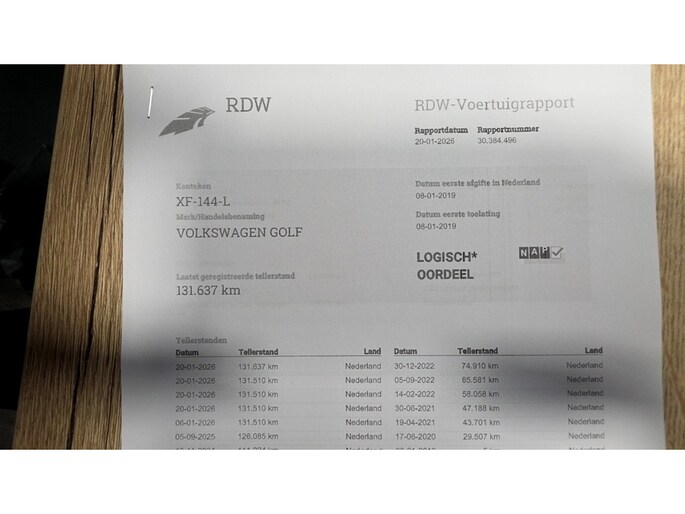 RDW
RDW-Voertuigrapport
Rapportdatum Rapportnummer
20-01-2026 30.384.496
Kenteken
XF-144-L
Merk/Handelsbenaming
VOLKSWAGEN GOLF
Laatst geregistreerde tellerstand
131.637 km
Datum eerste afgifte in Nederland
08-01-2019
Datum eerste toelating
08-01-2019
LOGISCH*
OORDEEL
NAP
Tellerstanden
Datum Tellerstand Land Datum Tellerstand Land
20-01-2026 131.637 km Nederland 30-12-2022 74.910 km Nederland
20-01-2026 131.510 km Nederland 05-09-2022 65.581 km Nederland
20-01-2026 131.510 km Nederland 14-02-2022 58.058 km Nederland
20-01-2026 131.510 km Nederland 30-06-2021 47.188 km Nederland
06-01-2026 131.510 km Nederland 19-04-2021 43.701 km Nederland
05-09-2025 126.085 km Nederland 17-06-2020 29.507 km Nederland